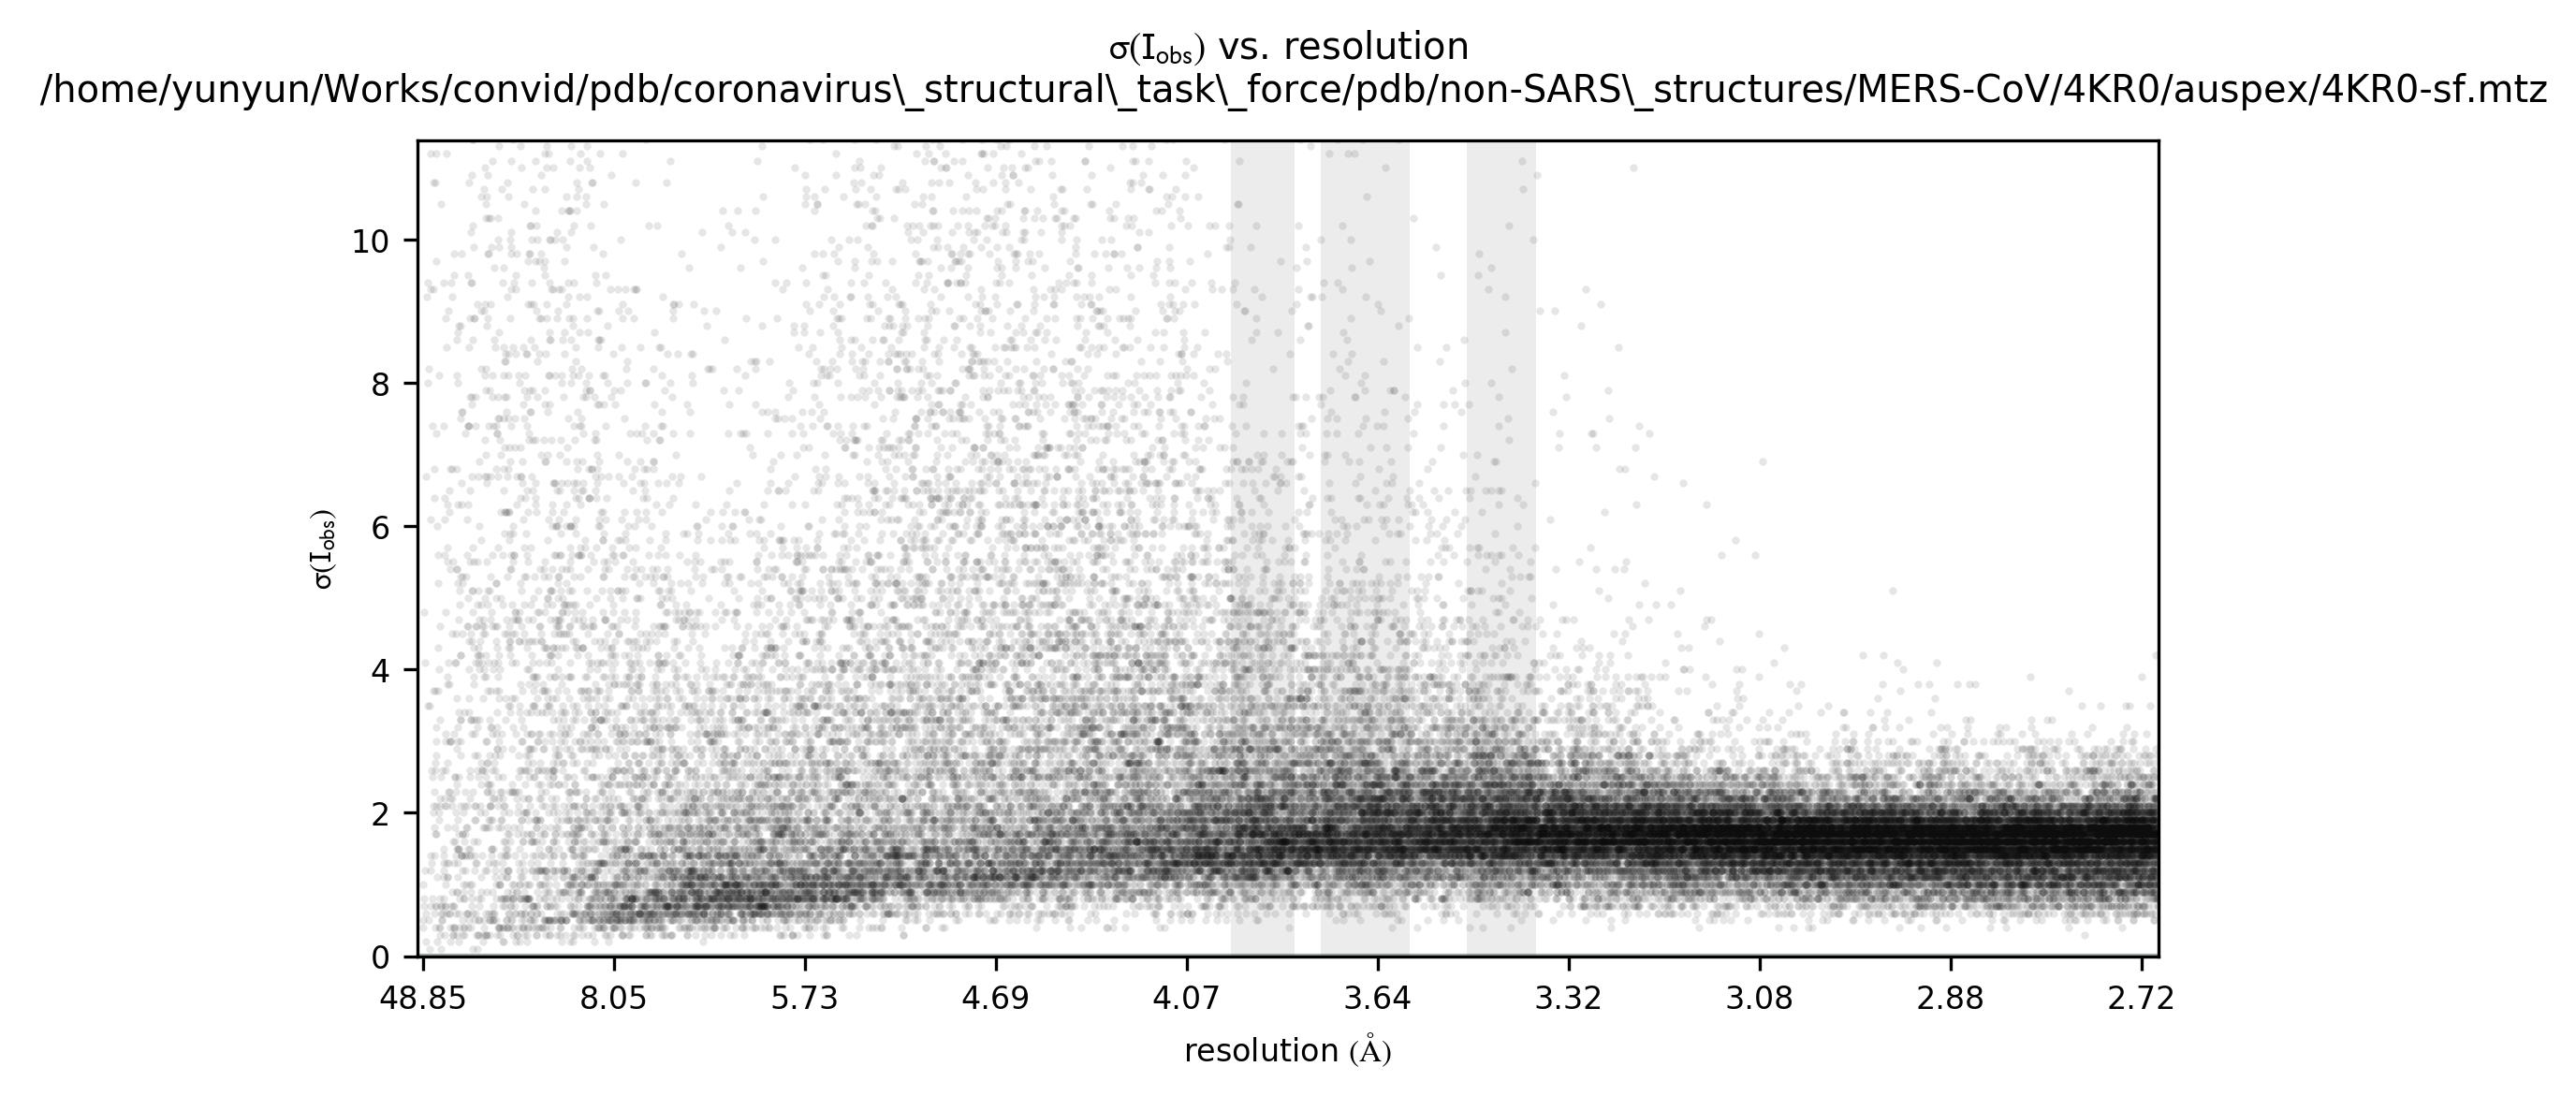 σ(I_obs) vs. resolution
/home/yunyun/Works/convid/pdb/coronavirus\_structural\_task\_force/pdb/non-SARS\_structures/MERS-CoV/4KR0/auspex/4KR0-sf.mtz
10
8
6
4
2
0
σ(I_obs)
48.85 8.05 5.73 4.69 4.07 3.64 3.32 3.08 2.88 2.72
resolution (Å)